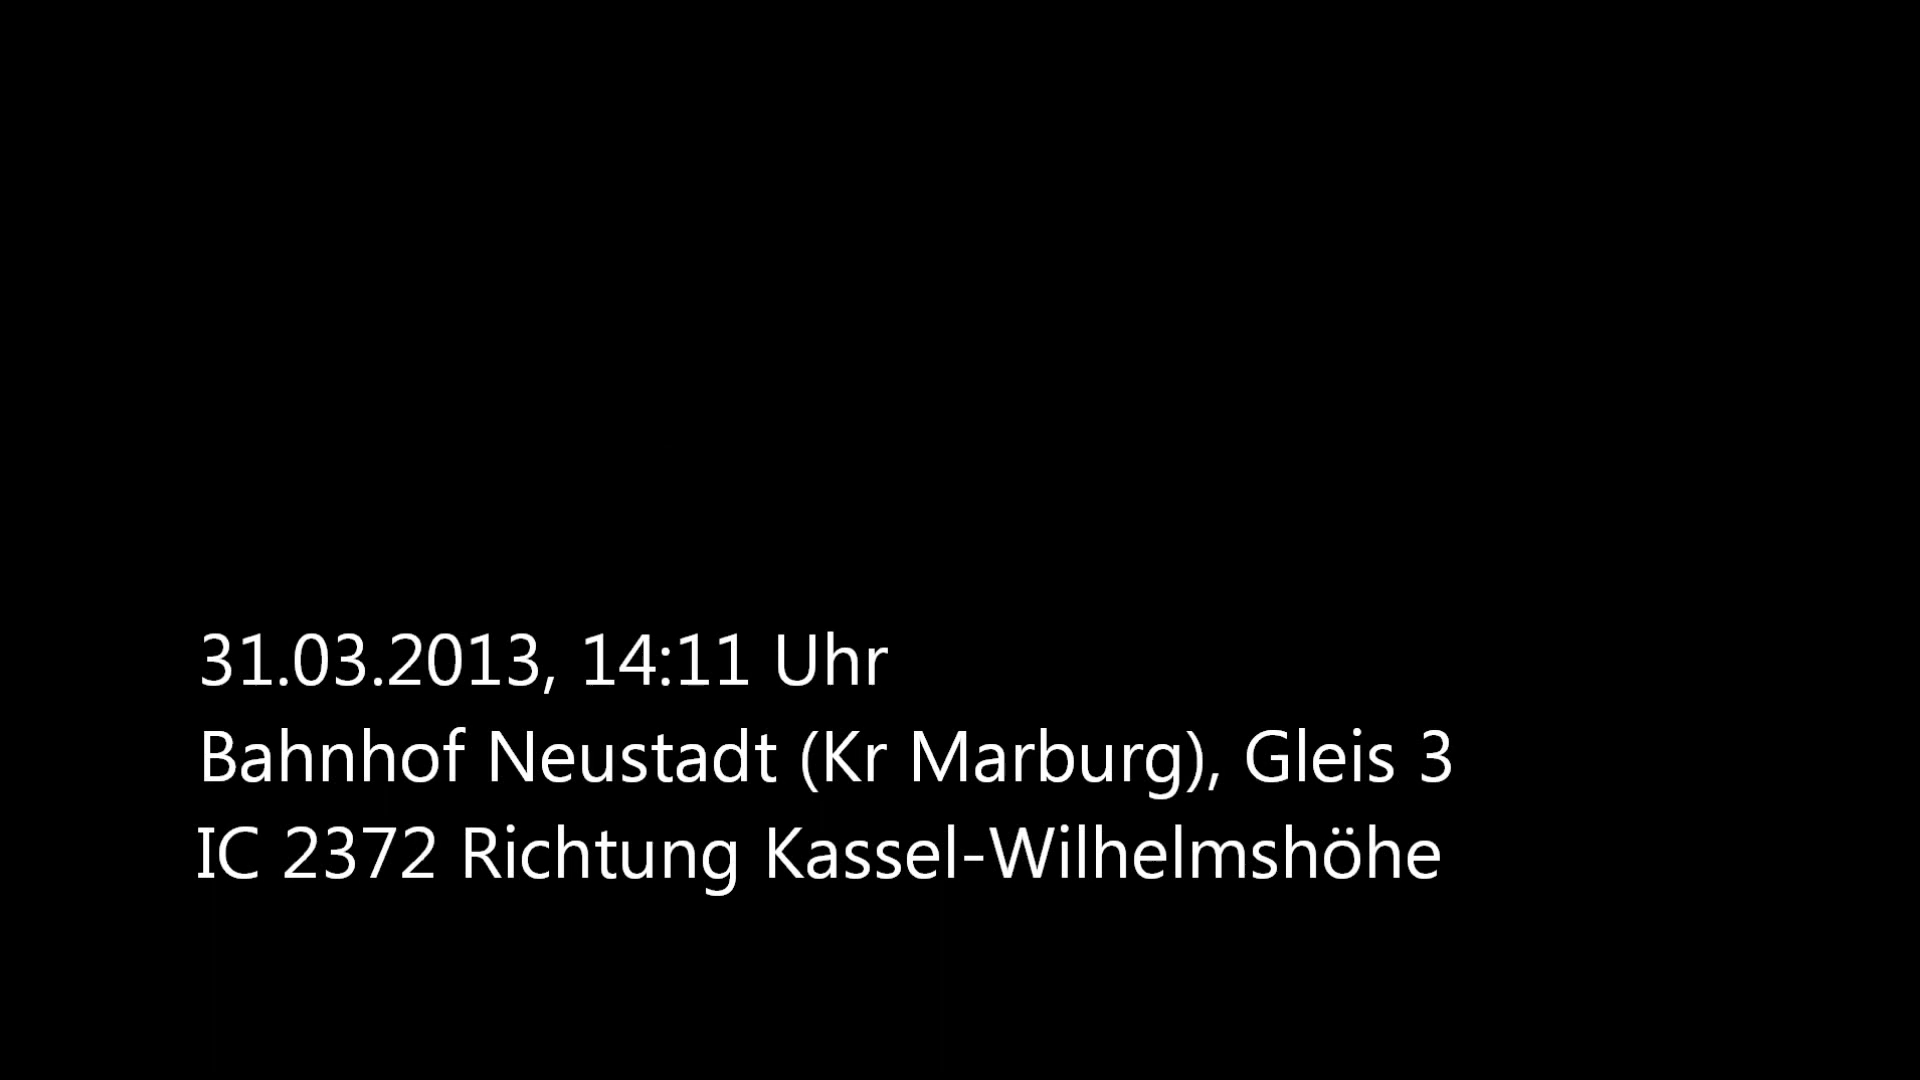 31.03.2013, 14:11 Uhr
Bahnhof Neustadt (Kr Marburg), Gleis 3
IC 2372 Richtung Kassel-Wilhelmshöhe